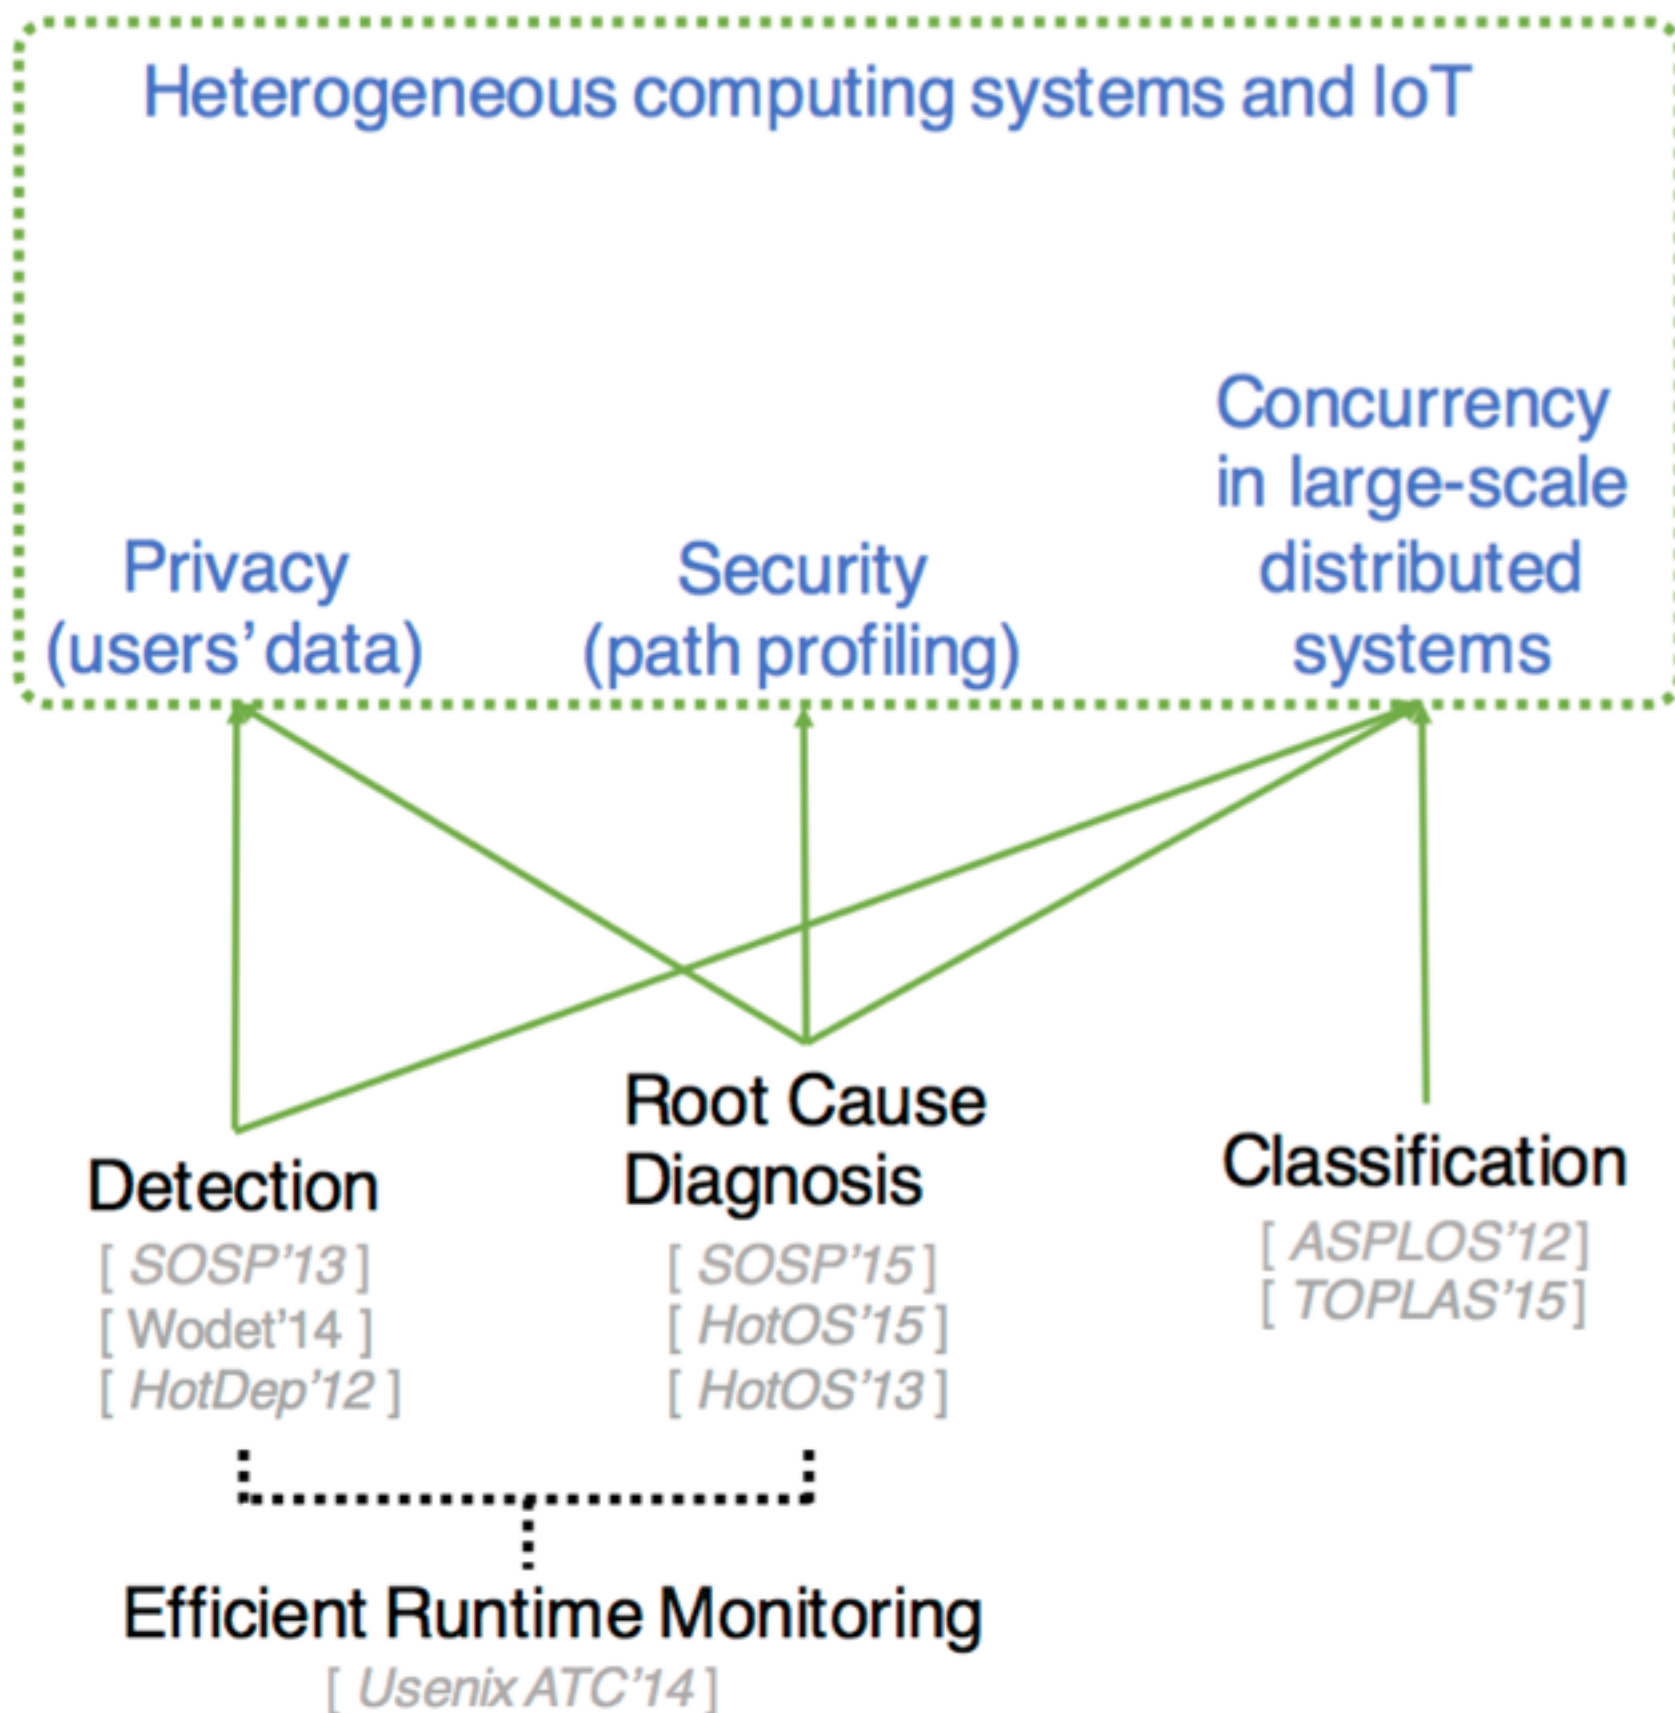 Heterogeneous computing systems and IoT
Privacy
(users’ data)
Security
(path profiling)
Concurrency
in large-scale
distributed
systems
Detection
[ SOSP’13 ]
[ Wodet’14 ]
[ HotDep’12 ]
Root Cause
Diagnosis
[ SOSP’15 ]
[ HotOS’15 ]
[ HotOS’13 ]
Classification
[ ASPLOS’12 ]
[ TOPLAS’15 ]
Efficient Runtime Monitoring
[ Usenix ATC’14 ]